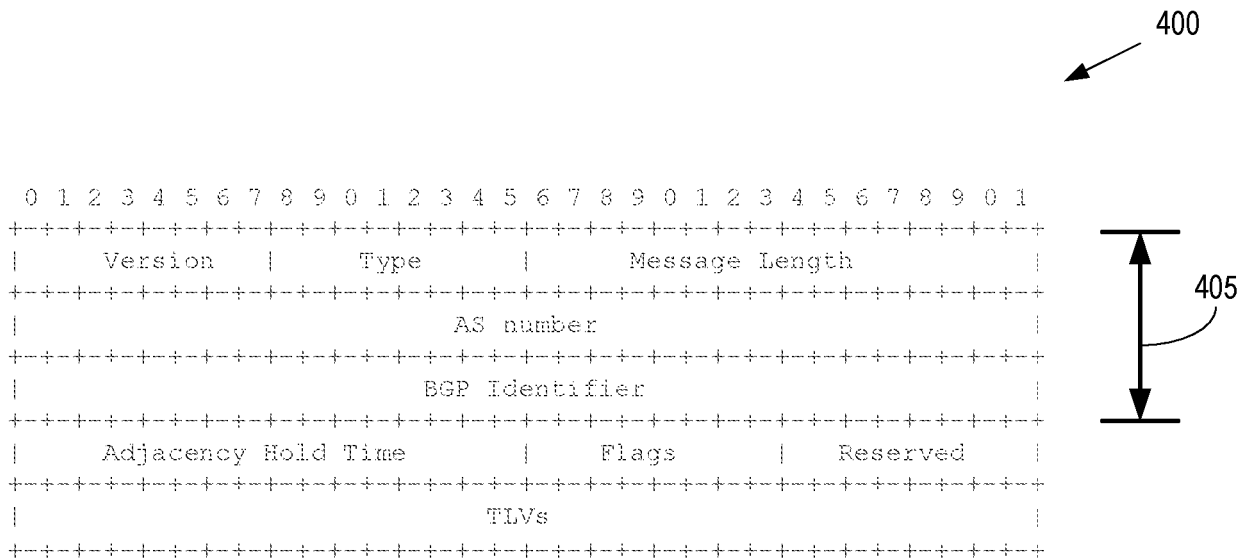 400
0 1 2 3 4 5 6 7 8 9 0 1 2 3 4 5 6 7 8 9 0 1 2 3 4 5 6 7 8 9 0 1
+-+-+-+-+-+-+-+-+-+-+-+-+-+-+-+-+-+-+-+-+-+-+-+-+-+-+-+-+-+-+-+-+
| Version | Type | Message Length |
+-+-+-+-+-+-+-+-+-+-+-+-+-+-+-+-+-+-+-+-+-+-+-+-+-+-+-+-+-+-+-+-+
405
| AS number |
+-+-+-+-+-+-+-+-+-+-+-+-+-+-+-+-+-+-+-+-+-+-+-+-+-+-+-+-+-+-+-+-+
| BGP Identifier |
+-+-+-+-+-+-+-+-+-+-+-+-+-+-+-+-+-+-+-+-+-+-+-+-+-+-+-+-+-+-+-+-+
| Adjacency Hold Time | Flags | Reserved |
+-+-+-+-+-+-+-+-+-+-+-+-+-+-+-+-+-+-+-+-+-+-+-+-+-+-+-+-+-+-+-+-+
| TLVs |
+-+-+-+-+-+-+-+-+-+-+-+-+-+-+-+-+-+-+-+-+-+-+-+-+-+-+-+-+-+-+-+-+